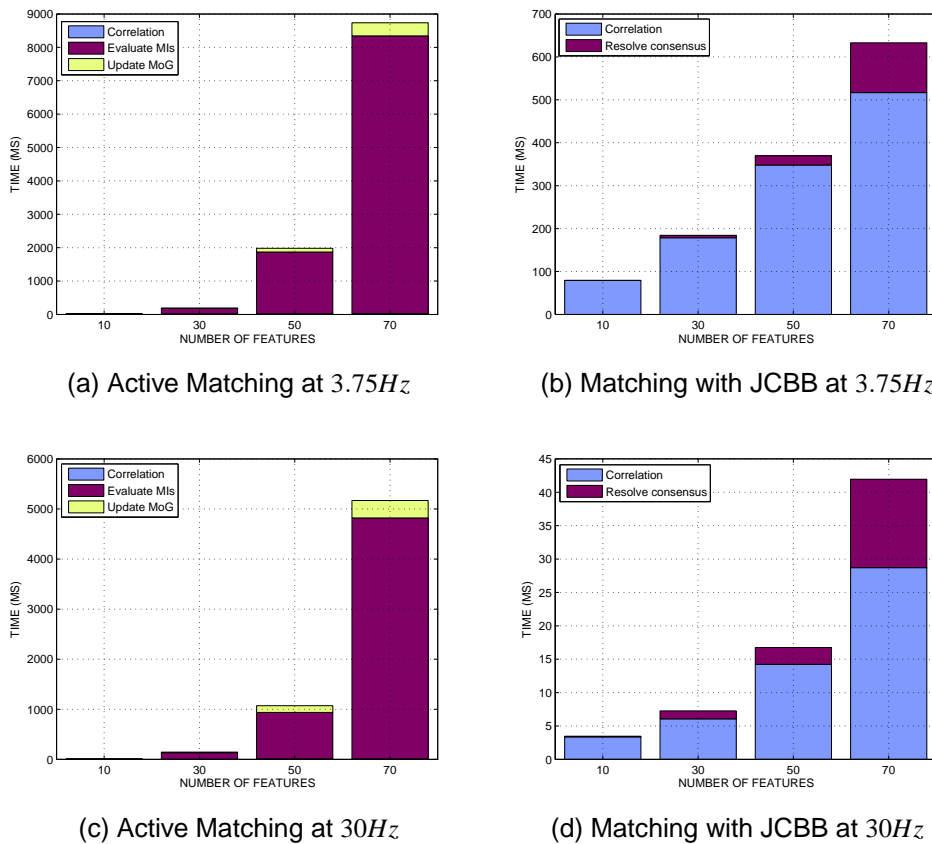 9000
8000
7000
6000
5000
4000
3000
2000
1000
0
TIME (MS)
Correlation
Evaluate MIs
Update MoG
10 30 50 70
NUMBER OF FEATURES
(a) Active Matching at 3.75Hz
700
600
500
400
300
200
100
0
TIME (MS)
Correlation
Resolve consensus
10 30 50 70
NUMBER OF FEATURES
(b) Matching with JCBB at 3.75Hz
6000
5000
4000
3000
2000
1000
0
TIME (MS)
Correlation
Evaluate MIs
Update MoG
10 30 50 70
NUMBER OF FEATURES
(c) Active Matching at 30Hz
45
40
35
30
25
20
15
10
5
0
TIME (MS)
Correlation
Resolve consensus
10 30 50 70
NUMBER OF FEATURES
(d) Matching with JCBB at 30Hz